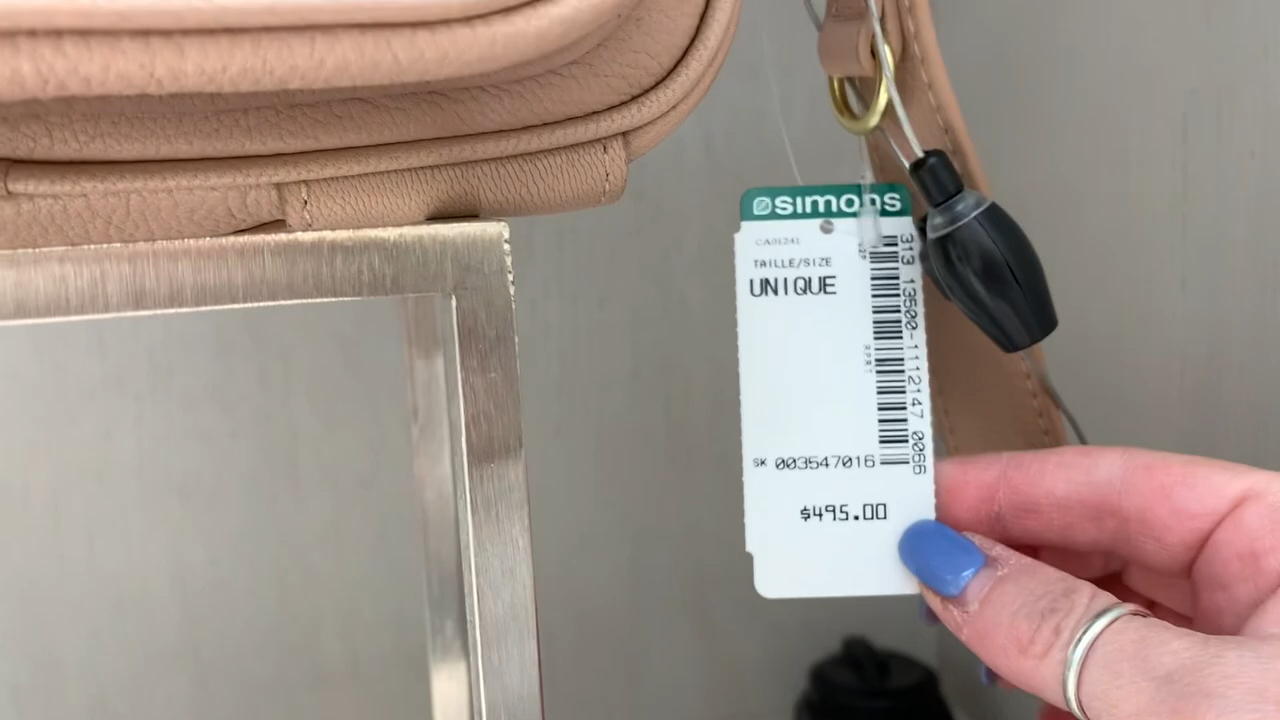 simons
CA01241
TAILLE/SIZE
UNIQUE
313 13500-1112147 0066
SK 003547016
$495.00